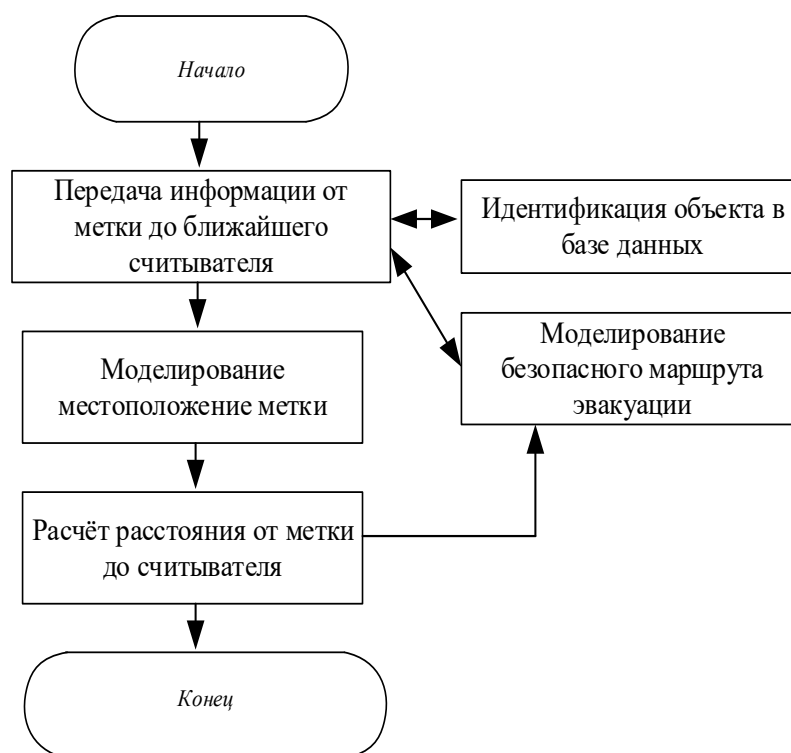 Начало
Передача информации от
метки до ближайшего
считывателя
Идентификация объекта в
базе данных
Моделирование
местоположение метки
Моделирование
безопасного маршрута
эвакуации
Расчёт расстояния от метки
до считывателя
Конец